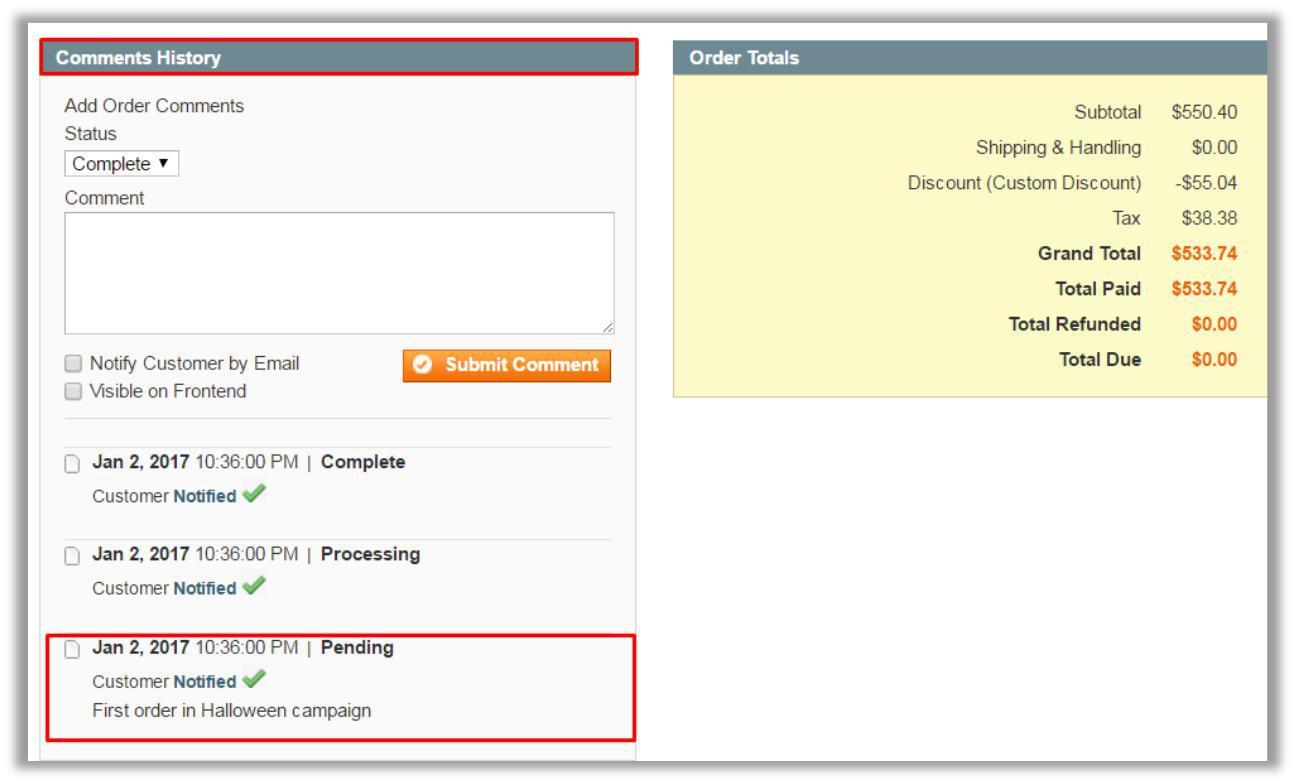 Comments History
Add Order Comments
Status
Complete ▼
Comment
Notify Customer by Email
Submit Comment
Visible on Frontend
Jan 2, 2017 10:36:00 PM | Complete
Customer Notified
Jan 2, 2017 10:36:00 PM | Processing
Customer Notified
Jan 2, 2017 10:36:00 PM | Pending
Customer Notified
First order in Halloween campaign
Order Totals
Subtotal $550.40
Shipping & Handling $0.00
Discount (Custom Discount) -$55.04
Tax $38.38
Grand Total $533.74
Total Paid $533.74
Total Refunded $0.00
Total Due $0.00